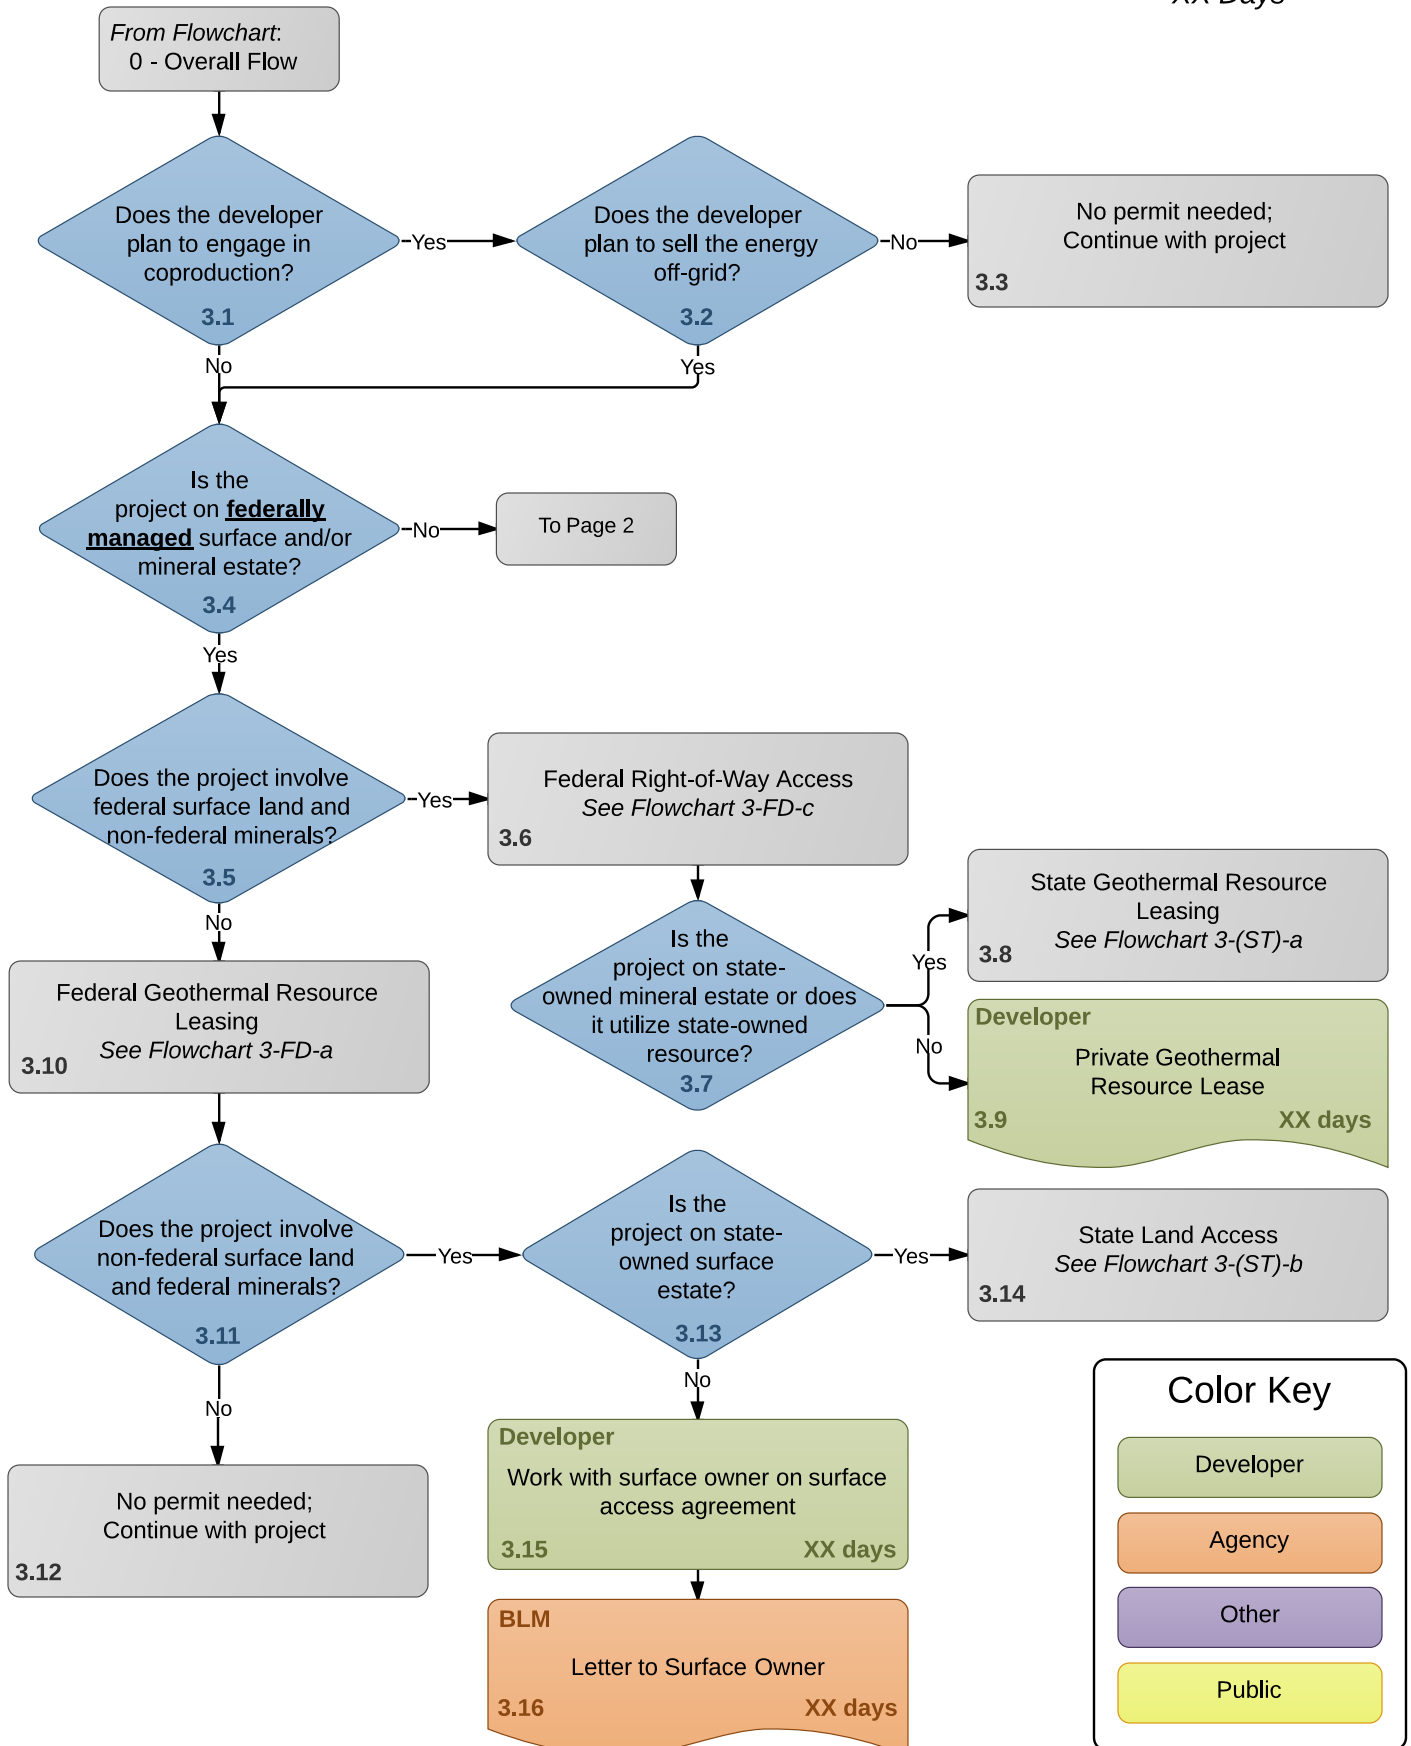 XX Days
From Flowchart:
0 - Overall Flow
Does the developer
plan to engage in
coproduction?
3.1
Yes
Does the developer
plan to sell the energy
off-grid?
3.2
No
No permit needed;
Continue with project
3.3
No
Yes
Is the
project on federally
managed surface and/or
mineral estate?
3.4
No
To Page 2
Yes
Does the project involve
federal surface land and
non-federal minerals?
3.5
Yes
Federal Right-of-Way Access
See Flowchart 3-FD-c
3.6
No
Is the
project on state-
owned mineral estate or does
it utilize state-owned
resource?
3.7
Yes
State Geothermal Resource
Leasing
See Flowchart 3-(ST)-a
3.8
No
Developer
Private Geothermal
Resource Lease
3.9
XX days
Federal Geothermal Resource
Leasing
See Flowchart 3-FD-a
3.10
Does the project involve
non-federal surface land
and federal minerals?
3.11
Yes
Is the
project on state-
owned surface
estate?
3.13
Yes
State Land Access
See Flowchart 3-(ST)-b
3.14
No
No permit needed;
Continue with project
3.12
No
Developer
Work with surface owner on surface
access agreement
3.15
XX days
BLM
Letter to Surface Owner
3.16
XX days
Color Key
Developer
Agency
Other
Public